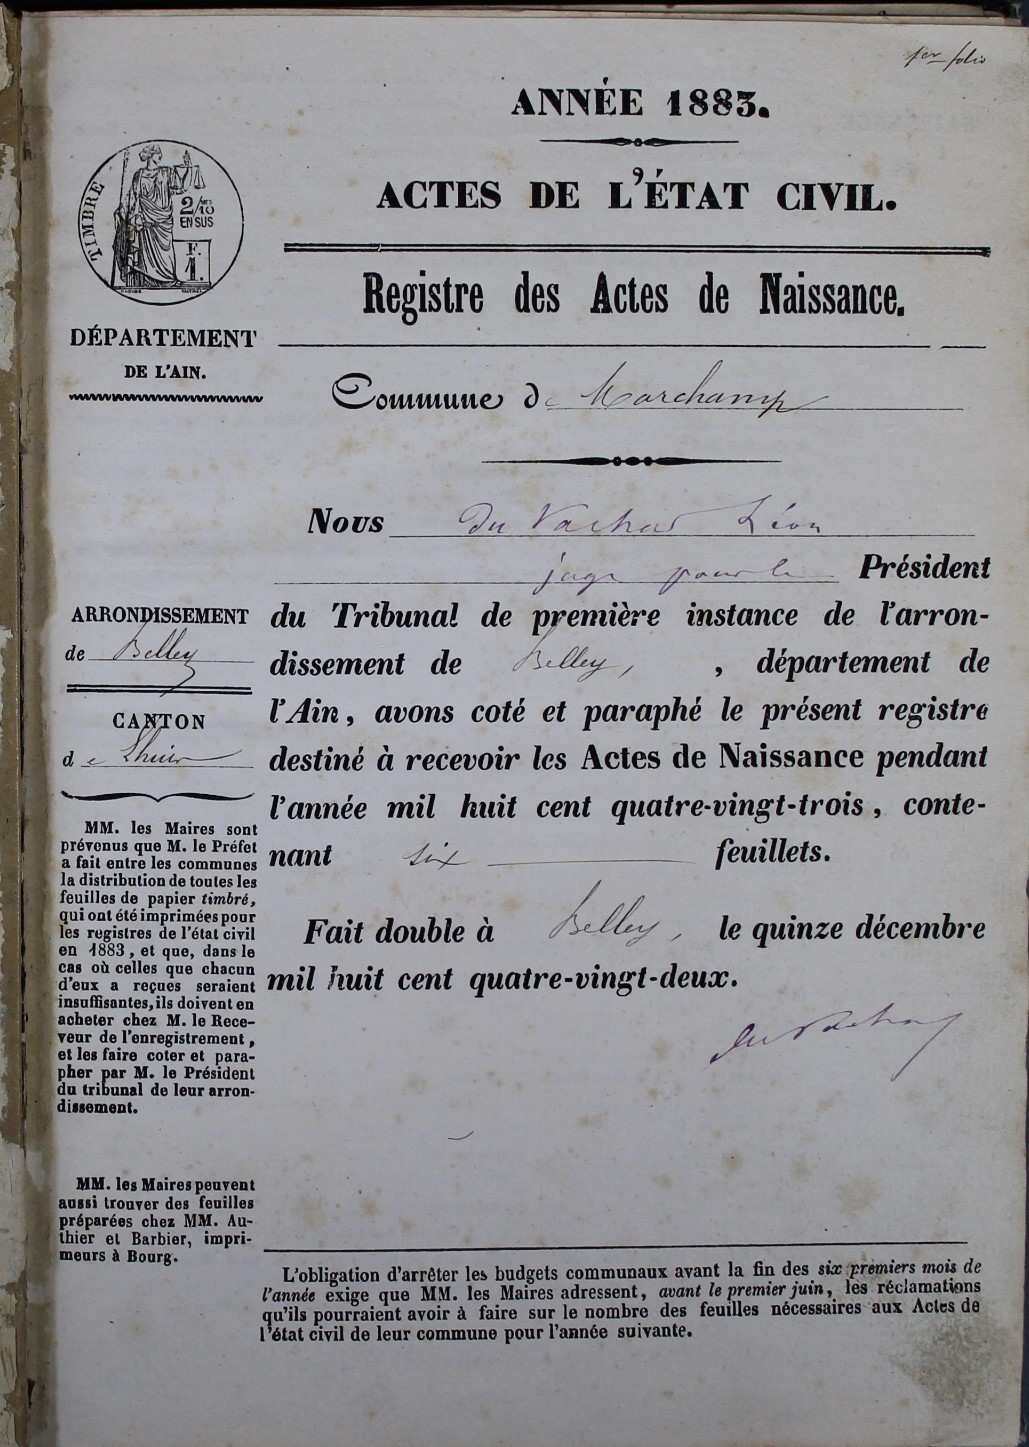 1er folio
ANNÉE 1883.
ACTES DE L'ÉTAT CIVIL.
TIMBRE
2/10 EN SUS
F. 1.
Registre des Actes de Naissance.
DÉPARTEMENT
DE L'AIN.
Commune de Marchamp
Nous du Vachat Léon
juge pour le Président
du Tribunal de première instance de l'arron-
dissement de Belley, , département de
l'Ain, avons coté et paraphé le présent registre
destiné à recevoir les Actes de Naissance pendant
l'année mil huit cent quatre-vingt-trois, conte-
nant six feuillets.
Fait double à Belley, le quinze décembre
mil huit cent quatre-vingt-deux.
du Vachat
ARRONDISSEMENT
de Belley
CANTON
de Lhuis
MM. les Maires sont
prévenus que M. le Préfet
a fait entre les communes
la distribution de toutes les
feuilles de papier timbré,
qui ont été imprimées pour
les registres de l'état civil
en 1883, et que, dans le
cas où celles que chacun
d'eux a reçues seraient
insuffisantes, ils doivent en
acheter chez M. le Rece-
veur de l'enregistrement,
et les faire coter et para-
pher par M. le Président
du tribunal de leur arron-
dissement.
MM. les Maires peuvent
aussi trouver des feuilles
préparées chez MM. Au-
thier et Barbier, impri-
meurs à Bourg.
L'obligation d'arrêter les budgets communaux avant la fin des six premiers mois de
l'année exige que MM. les Maires adressent, avant le premier juin, les réclamations
qu'ils pourraient avoir à faire sur le nombre des feuilles nécessaires aux Actes de
l'état civil de leur commune pour l'année suivante.